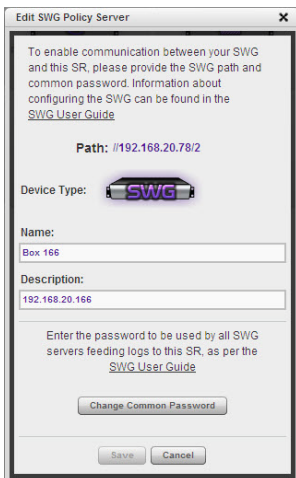 Edit SWG Policy Server
To enable communication between your SWG
and this SR, please provide the SWG path and
common password. Information about
configuring the SWG can be found in the
SWG User Guide
Path: //192.168.20.78/2
Device Type: SWG
Name:
Box 166
Description:
192.168.20.166
Enter the password to be used by all SWG
servers feeding logs to this SR, as per the
SWG User Guide
Change Common Password
Save Cancel